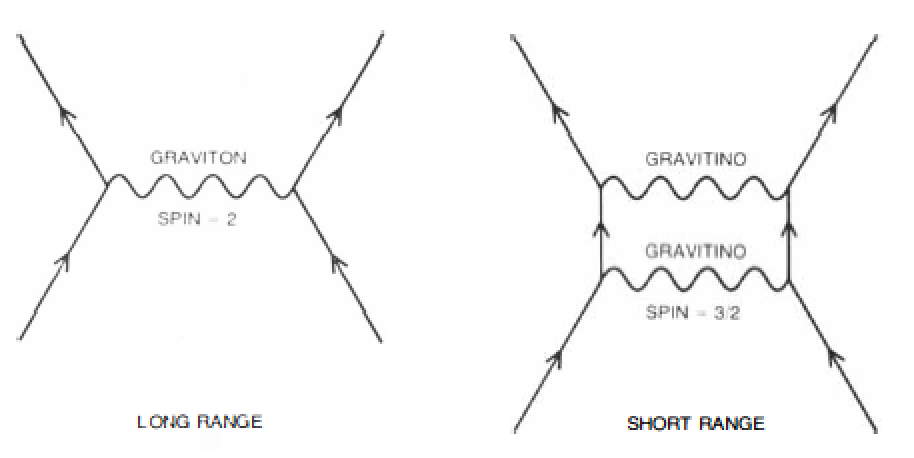 GRAVITON
SPIN - 2
LONG RANGE
GRAVITINO
GRAVITINO
SPIN - 3/2
SHORT RANGE